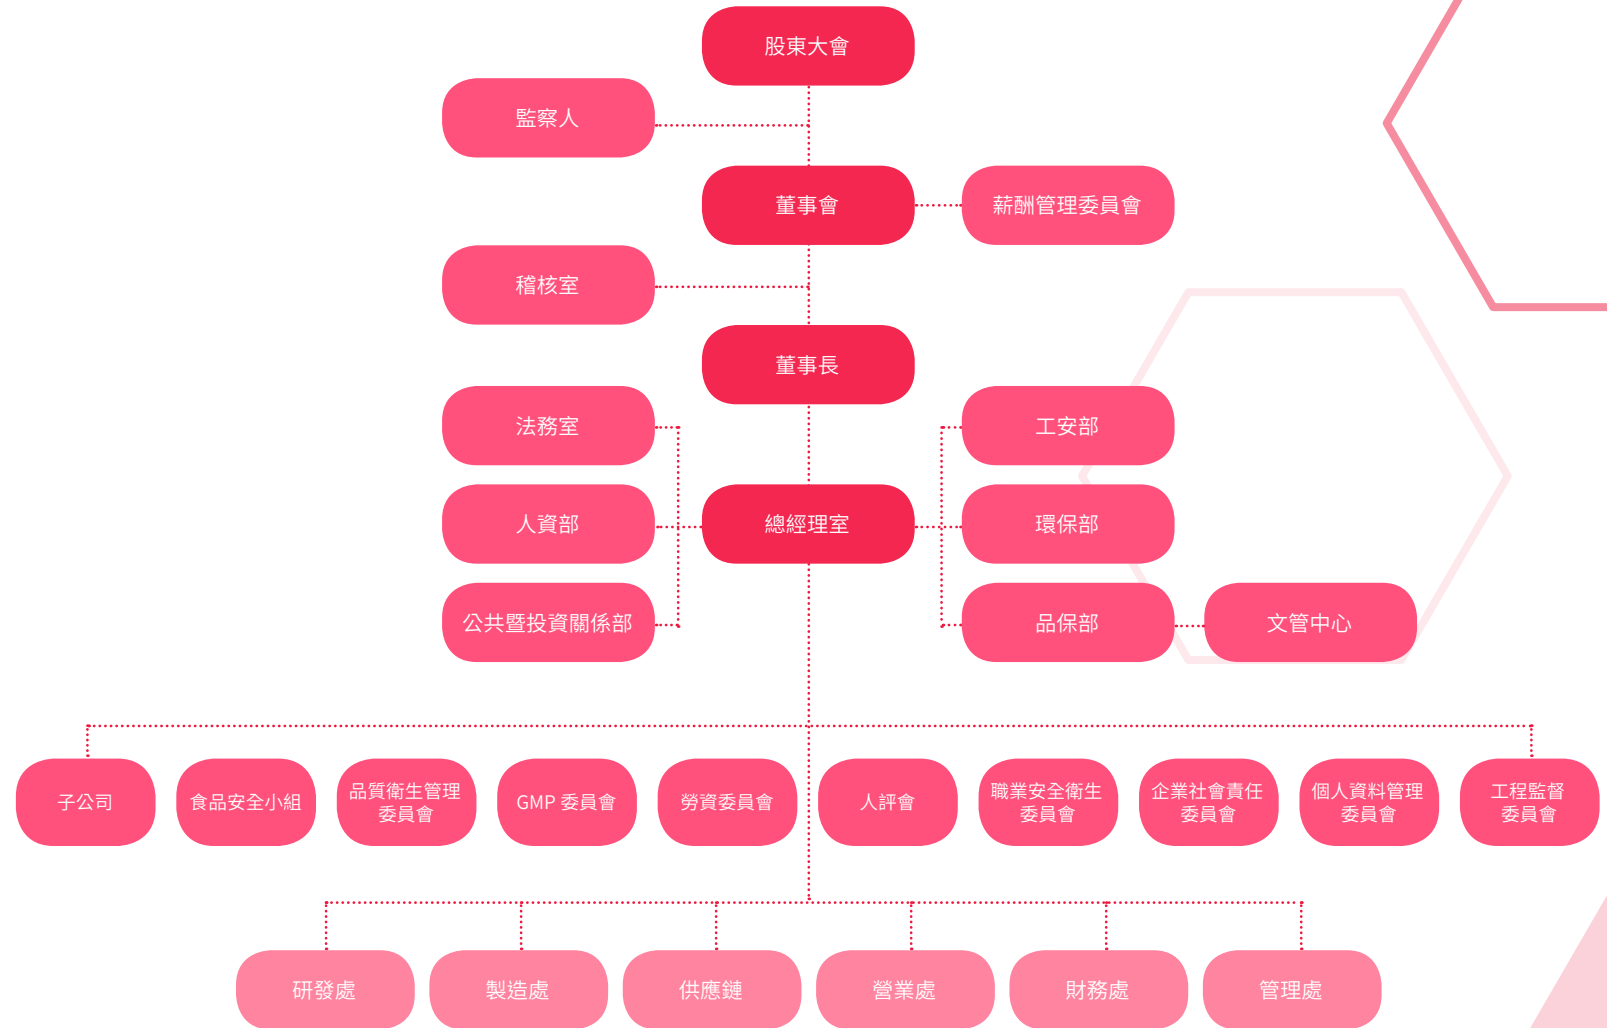 股東大會
監察人
董事會
薪酬管理委員會
稽核室
董事長
法務室
工安部
人資部
總經理室
環保部
公共暨投資關係部
品保部
文管中心
子公司
食品安全小組
品質衛生管理
委員會
GMP 委員會
勞資委員會
人評會
職業安全衛生
委員會
企業社會責任
委員會
個人資料管理
委員會
工程監督
委員會
研發處
製造處
供應鏈
營業處
財務處
管理處